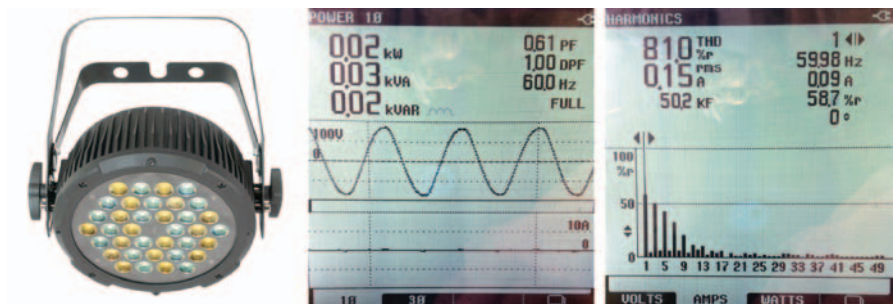 POWER 1Ø
0.02 kW
0.61 PF
0.03 kVA
1.00 DPF
60.0 Hz
0.02 kVAR
FULL
100V
0
10A
0
1Ø 3Ø
HARMONICS
81.0 THD %r
1
59.98 Hz
0.15 rms A
0.09 A
50.2 KF
58.7 %r
0°
100
%r
50
0
1 5 9 13 17 21 25 29 33 37 41 45 49
VOLTS AMPS WATTS